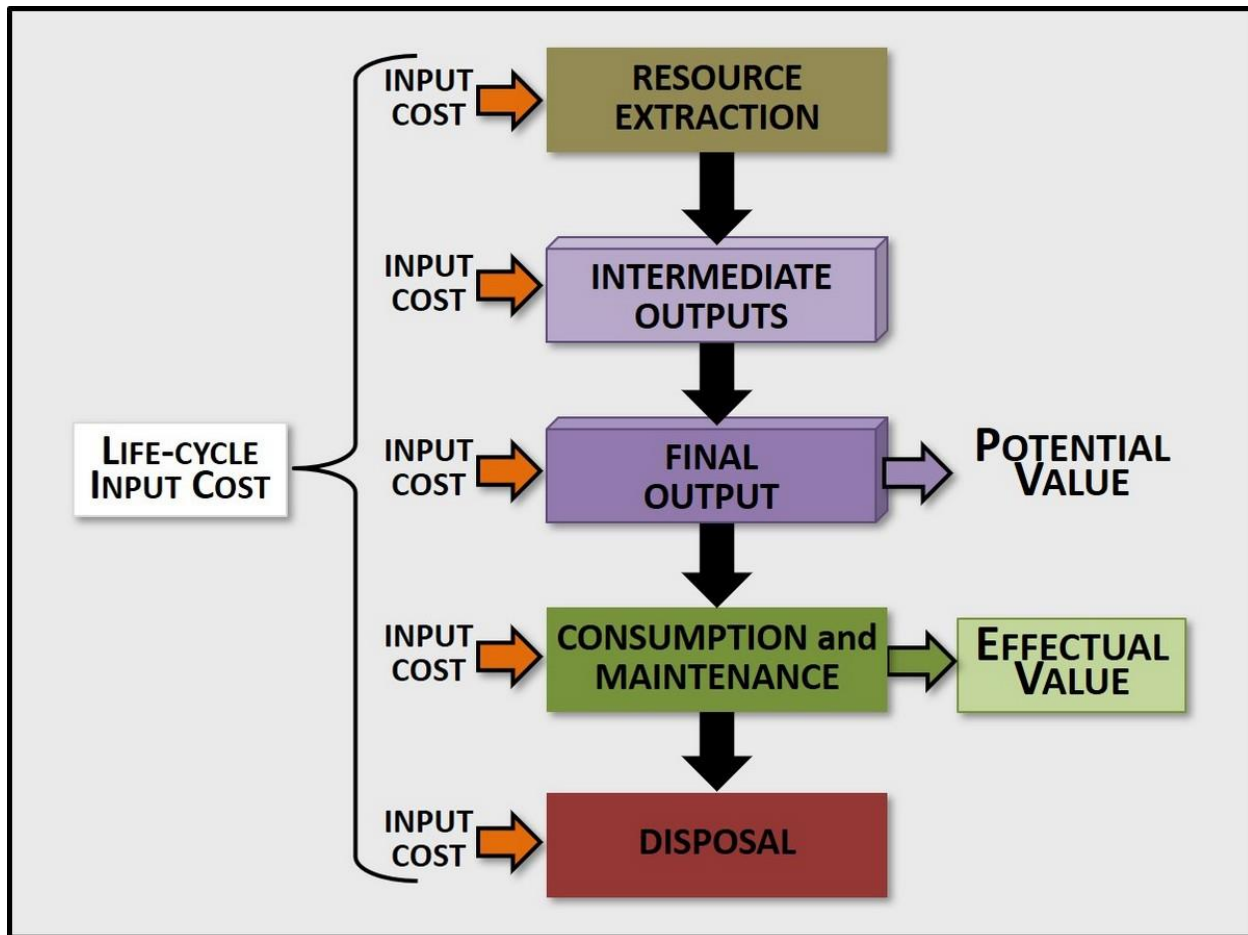 INPUT
COST
RESOURCE
EXTRACTION
INPUT
COST
INTERMEDIATE
OUTPUTS
LIFE-CYCLE
INPUT COST
INPUT
COST
FINAL
OUTPUT
POTENTIAL
VALUE
INPUT
COST
CONSUMPTION and
MAINTENANCE
EFFECTUAL
VALUE
INPUT
COST
DISPOSAL